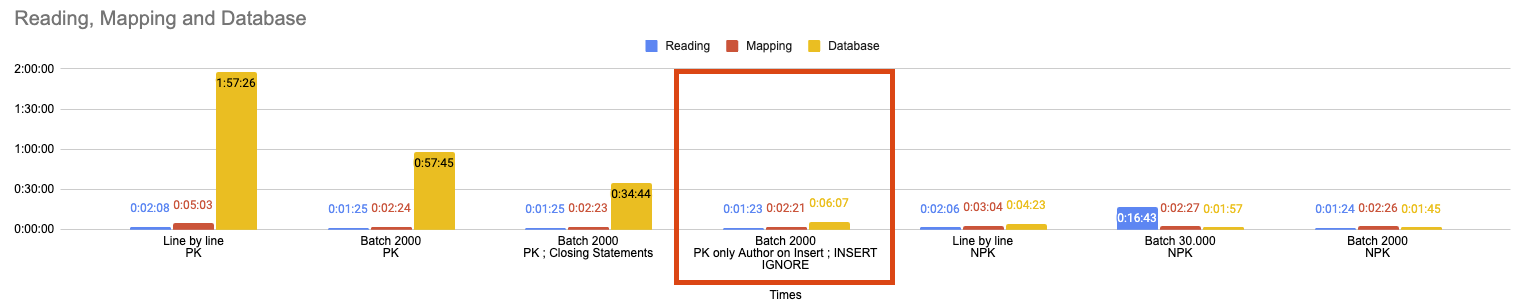 Reading, Mapping and Database
Reading Mapping Database
2:00:00
1:30:00
1:00:00
0:30:00
0:00:00
0:02:08 0:05:03 1:57:26
0:01:25 0:02:24 0:57:45
0:01:25 0:02:23 0:34:44
0:01:23 0:02:21 0:06:07
0:02:06 0:03:04 0:04:23
0:16:43 0:02:27 0:01:57
0:01:24 0:02:26 0:01:45
Line by line
PK
Batch 2000
PK
Batch 2000
PK ; Closing Statements
Batch 2000
PK only Author on Insert ; INSERT
IGNORE
Line by line
NPK
Batch 30.000
NPK
Batch 2000
NPK
Times